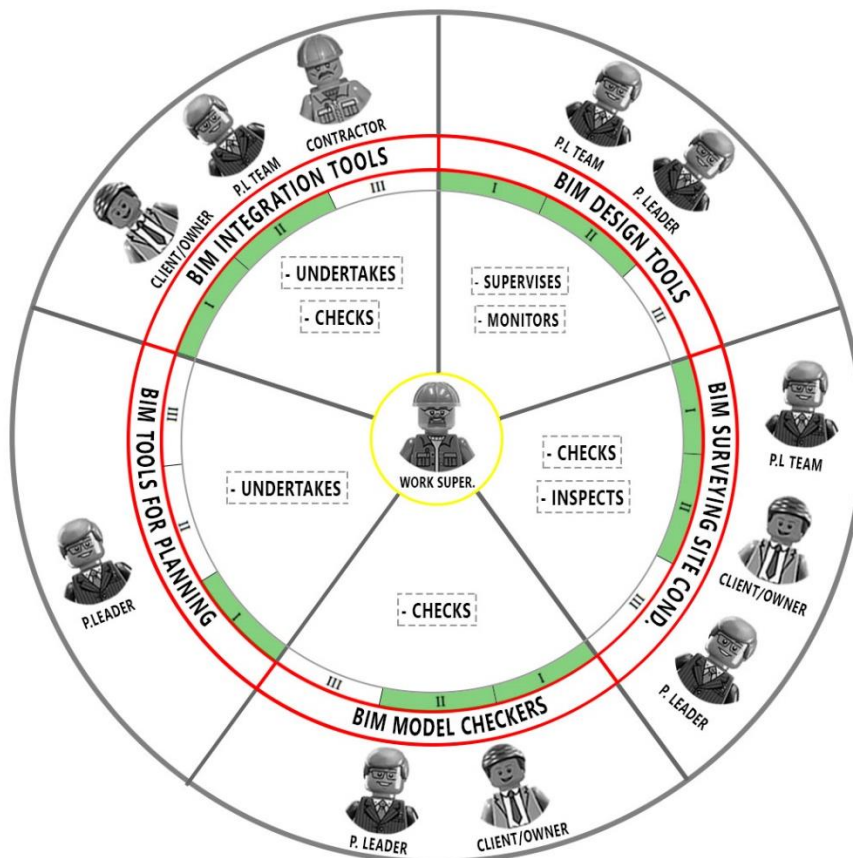 CONTRACTOR
P.L TEAM
CLIENT/OWNER
BIM INTEGRATION TOOLS
I
II
III
- UNDERTAKES
- CHECKS
P.L TEAM
P. LEADER
BIM DESIGN TOOLS
I
II
III
- SUPERVISES
- MONITORS
P.L TEAM
CLIENT/OWNER
P. LEADER
BIM SURVEYING SITE COND.
I
II
III
- CHECKS
- INSPECTS
WORK SUPER.
- CHECKS
I
II
III
BIM MODEL CHECKERS
P. LEADER
CLIENT/OWNER
- UNDERTAKES
I
II
III
BIM TOOLS FOR PLANNING
P.LEADER